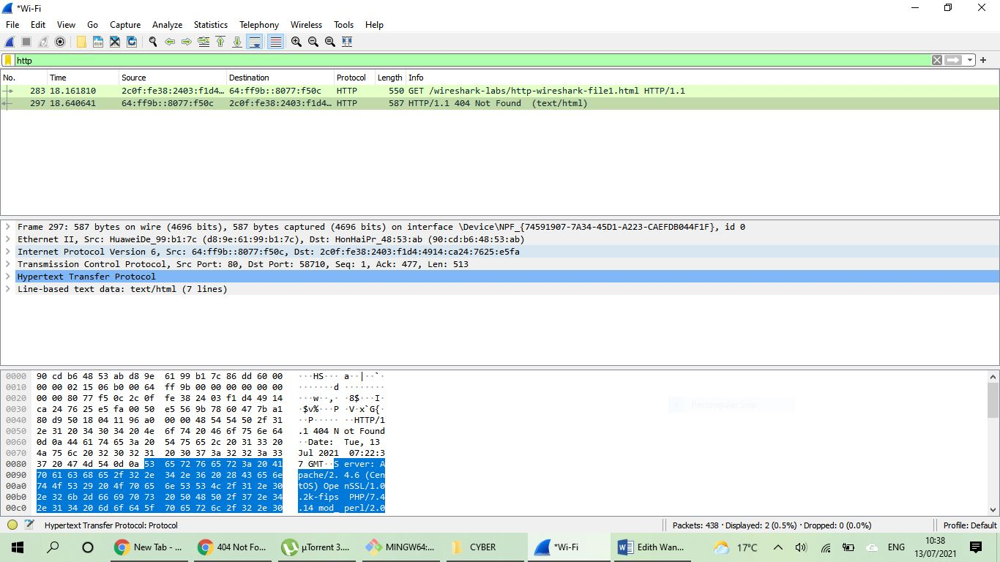 *Wi-Fi
File Edit View Go Capture Analyze Statistics Telephony Wireless Tools Help
http
No. Time Source Destination Protocol Length Info
283 18.161810 2c0f:fe38:2403:f1d4… 64:ff9b::8077:f50c HTTP 550 GET /wireshark-labs/http-wireshark-file1.html HTTP/1.1
297 18.640641 64:ff9b::8077:f50c 2c0f:fe38:2403:f1d4… HTTP 587 HTTP/1.1 404 Not Found (text/html)
Frame 297: 587 bytes on wire (4696 bits), 587 bytes captured (4696 bits) on interface \Device\NPF_{74591907-7A34-45D1-A223-CAEFDB044F1F}, id 0
Ethernet II, Src: HuaweiDe_99:b1:7c (d8:9e:61:99:b1:7c), Dst: HonHaiPr_48:53:ab (90:cd:b6:48:53:ab)
Internet Protocol Version 6, Src: 64:ff9b::8077:f50c, Dst: 2c0f:fe38:2403:f1d4:4914:ca24:7625:e5fa
Transmission Control Protocol, Src Port: 80, Dst Port: 58710, Seq: 1, Ack: 477, Len: 513
Hypertext Transfer Protocol
Line-based text data: text/html (7 lines)
0000 90 cd b6 48 53 ab d8 9e 61 99 b1 7c 86 dd 60 00 ···HS··· a··|··`·
0010 00 00 02 15 06 b0 00 64 ff 9b 00 00 00 00 00 00 ·······d ········
0020 00 00 80 77 f5 0c 2c 0f fe 38 24 03 f1 d4 49 14 ···w··,· ·8$···I·
0030 ca 24 76 25 e5 fa 00 50 e5 56 9b 78 60 47 7b a1 ·$v%···P ·V·x`G{·
0040 80 d9 50 18 04 11 96 a0 00 00 48 54 54 50 2f 31 ··P····· ··HTTP/1
0050 2e 31 20 34 30 34 20 4e 6f 74 20 46 6f 75 6e 64 .1 404 N ot Found
0060 0d 0a 44 61 74 65 3a 20 54 75 65 2c 20 31 33 20 ··Date: Tue, 13
0070 4a 75 6c 20 32 30 32 31 20 30 37 3a 32 32 3a 33 Jul 2021 07:22:3
0080 37 20 47 4d 54 0d 0a 53 65 72 76 65 72 3a 20 41 7 GMT··S erver: A
0090 70 61 63 68 65 2f 32 2e 34 2e 36 20 28 43 65 6e pache/2. 4.6 (Cen
00a0 74 4f 53 29 20 4f 70 65 6e 53 53 4c 2f 31 2e 30 tOS) Ope nSSL/1.0
00b0 2e 32 6b 2d 66 69 70 73 20 50 48 50 2f 37 2e 34 .2k-fips PHP/7.4
00c0 2e 31 34 20 6d 6f 64 5f 70 65 72 6c 2f 32 2e 30 .14 mod_ perl/2.0
Rectangular Snip
Hypertext Transfer Protocol: Protocol Packets: 438 · Displayed: 2 (0.5%) · Dropped: 0 (0.0%) Profile: Default
New Tab - ... 404 Not Fo... µTorrent 3.... MINGW64:... CYBER *Wi-Fi Edith Wan... 17°C ENG 10:38
13/07/2021